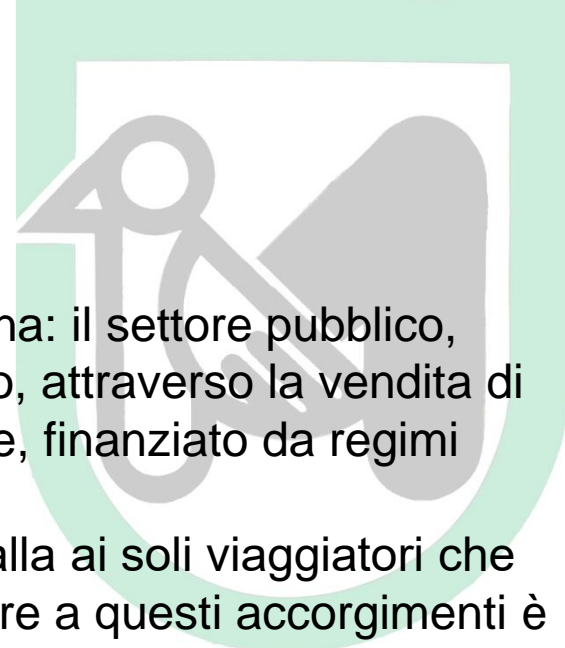 na: il settore pubblico,
o, attraverso la vendita di
e, finanziato da regimi
alla ai soli viaggiatori che
re a questi accorgimenti è